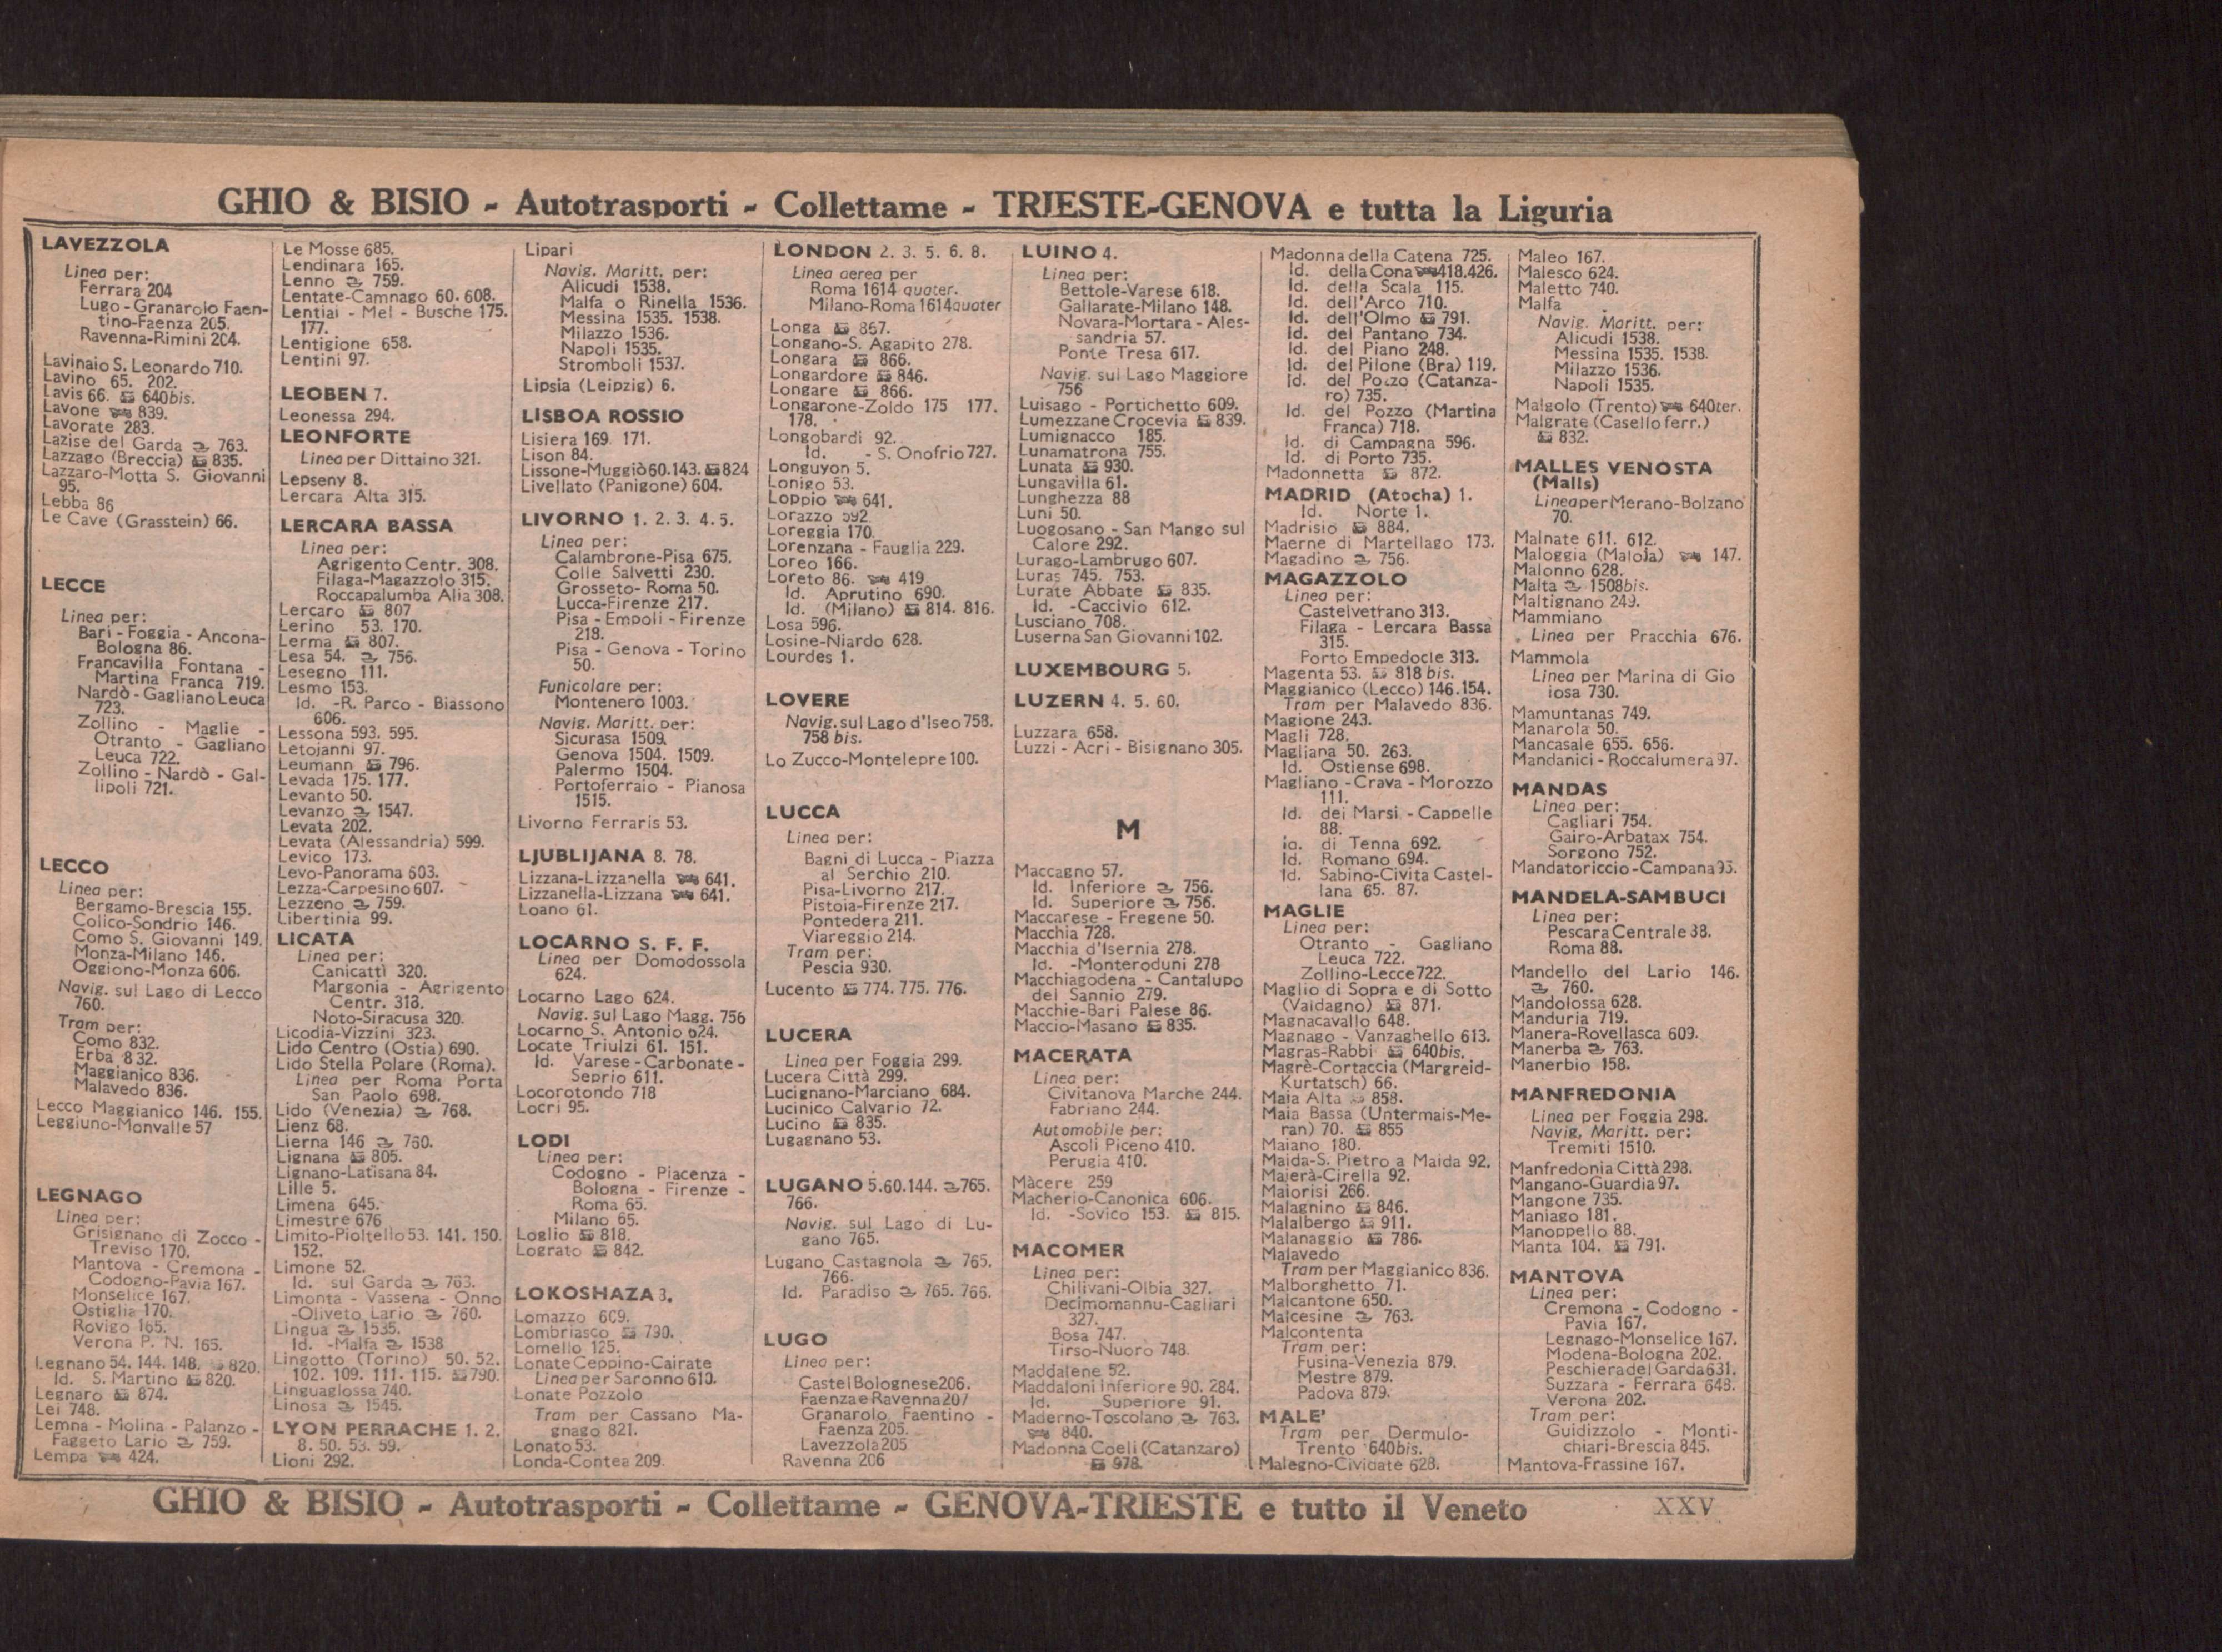 GHIO & BISIO - Autotrasporti - Collettame - TRIESTE-GENOVA e tutta la Liguria
LAVEZZOLA
Linea per:
Ferrara 204
Lugo - Granarolo Faen-
tino-Faenza 205.
Ravenna-Rimini 204.
Lavinaio S. Leonardo 710.
Lavino 65. 202.
Lavis 66. 640bis.
Lavone 839.
Lavorate 283.
Lazise del Garda 763.
Lazzago (Breccia) 835.
Lazzaro-Motta S. Giovanni
95.
Lebba 86
Le Cave (Grasstein) 66.
LECCE
Linea per:
Bari - Foggia - Ancona-
Bologna 86.
Francavilla Fontana -
Martina Franca 719.
Nardò - Gagliano Leuca
723.
Zollino - Maglie -
Otranto - Gagliano
Leuca 722.
Zollino - Nardò - Gal-
lipoli 721.
LECCO
Linea per:
Bergamo-Brescia 155.
Colico-Sondrio 146.
Como S. Giovanni 149.
Monza-Milano 146.
Oggiono-Monza 606.
Navig. sul Lago di Lecco
760.
Tram per:
Como 832.
Erba 832.
Maggianico 836.
Malavedo 836.
Lecco Maggianico 146. 155.
Leggiuno-Monvalle 57
LEGNAGO
Linea per:
Grisignano di Zocco -
Treviso 170.
Mantova - Cremona -
Codogno-Pavia 167.
Monselice 167.
Ostiglia 170.
Rovigo 165.
Verona P. N. 165.
Legnano 54. 144. 148. 820.
Id. S. Martino 820.
Legnaro 874.
Lei 748.
Lemna - Molina - Palanzo -
Faggeto Lario 759.
Lempa 424.
Le Mosse 685.
Lendinara 165.
Lenno 759.
Lentate-Camnago 60. 608.
Lentiai - Mel - Busche 175.
177.
Lentigione 658.
Lentini 97.
LEOBEN 7.
Leonessa 294.
LEONFORTE
Linea per Dittaino 321.
Lepseny 8.
Lercara Alta 315.
LERCARA BASSA
Linea per:
Agrigento Centr. 308.
Filaga-Magazzolo 315.
Roccapalumba Alia 308.
Lercaro 807
Lerino 53. 170.
Lerma 807.
Lesa 54. 756.
Lesegno 111.
Lesmo 153.
Id. -R. Parco - Biassono
606.
Lessona 593. 595.
Letojanni 97.
Leumann 796.
Levada 175. 177.
Levanto 50.
Levanzo 1547.
Levata 202.
Levata (Alessandria) 599.
Levico 173.
Levo-Panorama 603.
Lezza-Carpesino 607.
Lezzeno 759.
Libertinia 99.
LICATA
Linea per:
Canicattì 320.
Margonia - Agrigento
Centr. 318.
Noto-Siracusa 320.
Licodia-Vizzini 323.
Lido Centro (Ostia) 690.
Lido Stella Polare (Roma).
Linea per Roma Porta
San Paolo 698.
Lido (Venezia) 768.
Lienz 68.
Lierna 146 760.
Lignana 805.
Lignano-Latisana 84.
Lille 5.
Limena 645.
Limestre 676
Limito-Pioltello 53. 141. 150.
152.
Limone 52.
Id. sul Garda 763.
Limonta - Vassena - Onno
-Oliveto Lario 760.
Lingua 1535.
Id. -Malfa 1538
Lingotto (Torino) 50. 52.
102. 109. 111. 115. 790.
Linguaglossa 740.
Linosa 1545.
LYON PERRACHE 1. 2.
8. 50. 53. 59.
Lioni 292.
Lipari
Navig. Maritt. per:
Alicudi 1538.
Malfa o Rinella 1536.
Messina 1535. 1538.
Milazzo 1536.
Napoli 1535.
Stromboli 1537.
Lipsia (Leipzig) 6.
LISBOA ROSSIO
Lisiera 169. 171.
Lison 84.
Lissone-Muggiò 60. 143. 824
Livellato (Panigone) 604.
LIVORNO 1. 2. 3. 4. 5.
Linea per:
Calambrone-Pisa 675.
Colle Salvetti 230.
Grosseto- Roma 50.
Lucca-Firenze 217.
Pisa - Empoli - Firenze
218.
Pisa - Genova - Torino
50.
Funicolare per:
Montenero 1003.
Navig. Maritt. per:
Sicurasa 1509.
Genova 1504. 1509.
Palermo 1504.
Portoferraio - Pianosa
1515.
Livorno Ferraris 53.
LJUBLIJANA 8. 78.
Lizzana-Lizzanella 641.
Lizzanella-Lizzana 641.
Loano 61.
LOCARNO S. F. F.
Linea per Domodossola
624.
Locarno Lago 624.
Navig. sul Lago Magg. 756
Locarno S. Antonio 624.
Locate Triulzi 61. 151.
Id. Varese - Carbonate -
Seprio 611.
Locorotondo 718
Locri 95.
LODI
Linea per:
Codogno - Piacenza -
Bologna - Firenze -
Roma 65.
Milano 65.
Loglio 818.
Lograto 842.
LOKOSHAZA 3.
Lomazzo 609.
Lombriasco 790.
Lomello 125.
Lonate Ceppino-Cairate
Linea per Saronno 610.
Lonate Pozzolo
Tram per Cassano Ma-
gnago 821.
Lonato 53.
Londa-Contea 209.
LONDON 2. 3. 5. 6. 8.
Linea aerea per
Roma 1614 quater.
Milano-Roma 1614quater
Longa 867.
Longano-S. Agapito 278.
Longara 866.
Longardore 846.
Longare 866.
Longarone-Zoldo 175 177.
178.
Longobardi 92.
Id. - S. Onofrio 727.
Longuyon 5.
Lonigo 53.
Loppio 641.
Lorazzo 592.
Loreggia 170.
Lorenzana - Fauglia 229.
Loreo 166.
Loreto 86. 419
Id. Aprutino 690.
Id. (Milano) 814. 816.
Losa 596.
Losine-Niardo 628.
Lourdes 1.
LOVERE
Navig. sul Lago d'Iseo 758.
758 bis.
Lo Zucco-Montelepre 100.
LUCCA
Linea per:
Bagni di Lucca - Piazza
al Serchio 210.
Pisa-Livorno 217.
Pistoia-Firenze 217.
Pontedera 211.
Viareggio 214.
Tram per:
Pescia 930.
Lucento 774. 775. 776.
LUCERA
Linea per Foggia 299.
Lucera Città 299.
Lucignano-Marciano 684.
Lucinico Calvario 72.
Lucino 835.
Lugagnano 53.
LUGANO 5. 60. 144. 765.
766.
Navig. sul Lago di Lu-
gano 765.
Lugano Castagnola 765.
766.
Id. Paradiso 765. 766.
LUGO
Linea per:
Castel Bolognese 206.
Faenza e Ravenna 207
Granarolo Faentino -
Faenza 205.
Lavezzola 205
Ravenna 206
LUINO 4.
Linea per:
Bettole-Varese 618.
Gallarate-Milano 148.
Novara-Mortara - Ales-
sandria 57.
Ponte Tresa 617.
Navig. sul Lago Maggiore
756
Luisago - Portichetto 609.
Lumezzane Crocevia 839.
Lumignacco 185.
Lunamatrona 755.
Lunata 930.
Lungavilla 61.
Lunghezza 88
Luni 50.
Luogosano - San Mango sul
Calore 292.
Lurago-Lambrugo 607.
Luras 745. 753.
Lurate Abbate 835.
Id. -Caccivio 612.
Lusciano 708.
Luserna San Giovanni 102.
LUXEMBOURG 5.
LUZERN 4. 5. 60.
Luzzara 658.
Luzzi - Acri - Bisignano 305.
M
Maccagno 57.
Id. Inferiore 756.
Id. Superiore 756.
Maccarese - Fregene 50.
Macchia 728.
Macchia d'Isernia 278.
Id. -Monteroduni 278
Macchiagodena - Cantalupo
del Sannio 279.
Macchie-Bari Palese 86.
Maccio-Masano 835.
MACERATA
Linea per:
Civitanova Marche 244.
Fabriano 244.
Automobile per:
Ascoli Piceno 410.
Perugia 410.
Màcere 259
Macherio-Canonica 606.
Id. -Sovico 153. 815.
MACOMER
Linea per:
Chilivani-Olbia 327.
Decimomannu-Cagliari
327.
Bosa 747.
Tirso-Nuoro 748.
Maddalene 52.
Maddaloni Inferiore 90. 284.
Id. Superiore 91.
Maderno-Toscolano 763.
840.
Madonna Coeli (Catanzaro)
978.
Madonna della Catena 725.
Id. della Cona 418. 426.
Id. della Scala 115.
Id. dell'Arco 710.
Id. dell'Olmo 791.
Id. del Pantano 734.
Id. del Piano 248.
Id. del Pilone (Bra) 119.
Id. del Pozzo (Catanza-
ro) 735.
Id. del Pozzo (Martina
Franca) 718.
Id. di Campagna 596.
Id. di Porto 735.
Madonnetta 872.
MADRID (Atocha) 1.
Id. Norte 1.
Madrisio 884.
Maerne di Martellago 173.
Magadino 756.
MAGAZZOLO
Linea per:
Castelvetrano 313.
Filaga - Lercara Bassa
315.
Porto Empedocle 313.
Magenta 53. 818 bis.
Maggianico (Lecco) 146. 154.
Tram per Malavedo 836.
Magione 243.
Magli 728.
Magliana 50. 263.
Id. Ostiense 698.
Magliano - Crava - Morozzo
111.
Id. dei Marsi - Cappelle
88.
Id. di Tenna 692.
Id. Romano 694.
Id. Sabino-Civita Castel-
lana 65. 87.
MAGLIE
Linea per:
Otranto - Gagliano
Leuca 722.
Zollino-Lecce 722.
Maglio di Sopra e di Sotto
(Valdagno) 871.
Magnacavallo 648.
Magnago - Vanzaghello 613.
Magras-Rabbi 640bis.
Magrè-Cortaccia (Margreid-
Kurtatsch) 66.
Maia Alta 858.
Maia Bassa (Untermais-Me-
ran) 70. 855
Maiano 180.
Maida-S. Pietro a Maida 92.
Maierà-Cirella 92.
Maiorisi 266.
Malagnino 846.
Malalbergo 911.
Malanaggio 786.
Malavedo
Tram per Maggianico 836.
Malborghetto 71.
Malcantone 650.
Malcesine 763.
Malcontenta
Tram per:
Fusina-Venezia 879.
Mestre 879.
Padova 879.
MALE'
Tram per Dermulo-
Trento 640bis.
Malegno-Cividate 628.
Maleo 167.
Malesco 624.
Maletto 740.
Malfa
Navig. Maritt. per:
Alicudi 1538.
Messina 1535. 1538.
Milazzo 1536.
Napoli 1535.
Malgolo (Trento) 640ter.
Malgrate (Casello ferr.)
832.
MALLES VENOSTA
(Malls)
Linea per Merano-Bolzano
70.
Malnate 611. 612.
Maloggia (Maloja) 147.
Malonno 628.
Malta 1508bis.
Maltignano 249.
Mammiano
Linea per Pracchia 676.
Mammola
Linea per Marina di Gio
iosa 730.
Mamuntanas 749.
Manarola 50.
Mancasale 655. 656.
Mandanici - Roccalumera 97.
MANDAS
Linea per:
Cagliari 754.
Gairo-Arbatax 754.
Sorgono 752.
Mandatoriccio-Campana 95.
MANDELA-SAMBUCI
Linea per:
Pescara Centrale 88.
Roma 88.
Mandello del Lario 146.
760.
Mandolossa 628.
Manduria 719.
Manera-Rovellasca 609.
Manerba 763.
Manerbio 158.
MANFREDONIA
Linea per Foggia 298.
Navig. Maritt. per:
Tremiti 1510.
Manfredonia Città 298.
Mangano-Guardia 97.
Mangone 735.
Maniago 181.
Manoppello 88.
Manta 104. 791.
MANTOVA
Linea per:
Cremona - Codogno -
Pavia 167.
Legnago-Monselice 167.
Modena-Bologna 202.
Peschiera del Garda 631.
Suzzara - Ferrara 648.
Verona 202.
Tram per:
Guidizzolo - Monti-
chiari-Brescia 845.
Mantova-Frassine 167.
GHIO & BISIO - Autotrasporti - Collettame - GENOVA-TRIESTE e tutto il Veneto
XXV